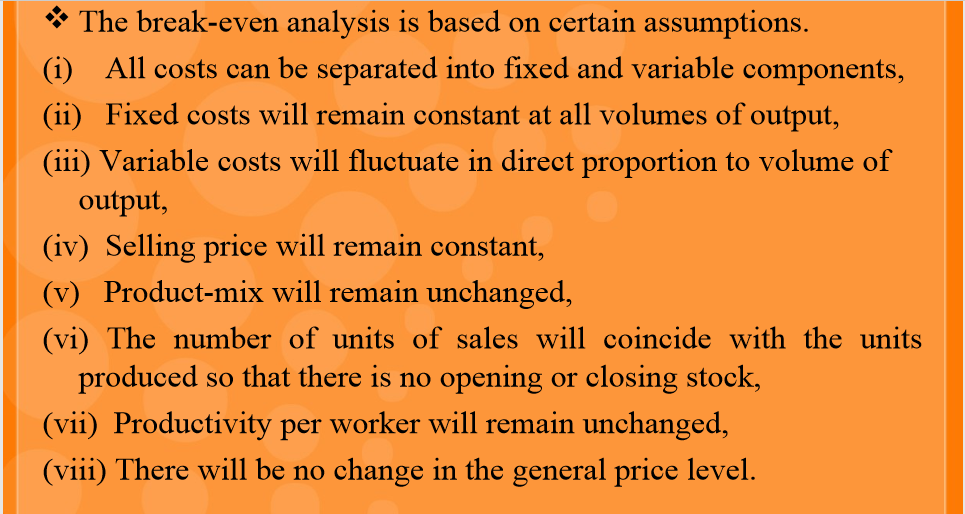 ❖ The break-even analysis is based on certain assumptions.
(i) All costs can be separated into fixed and variable components,
(ii) Fixed costs will remain constant at all volumes of output,
(iii) Variable costs will fluctuate in direct proportion to volume of
output,
(iv) Selling price will remain constant,
(v) Product-mix will remain unchanged,
(vi) The number of units of sales will coincide with the units
produced so that there is no opening or closing stock,
(vii) Productivity per worker will remain unchanged,
(viii) There will be no change in the general price level.